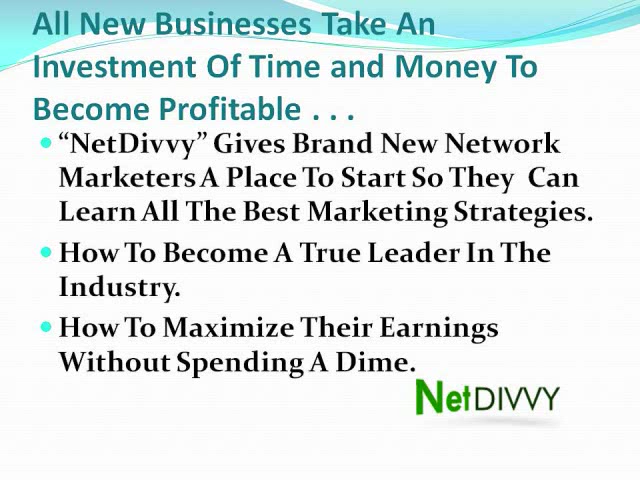 All New Businesses Take An
Investment Of Time and Money To
Become Profitable . . .
“NetDivvy” Gives Brand New Network
Marketers A Place To Start So They  Can
Learn All The Best Marketing Strategies.
How To Become A True Leader In The
Industry.
How To Maximize Their Earnings
Without Spending A Dime.
NetDIVVY